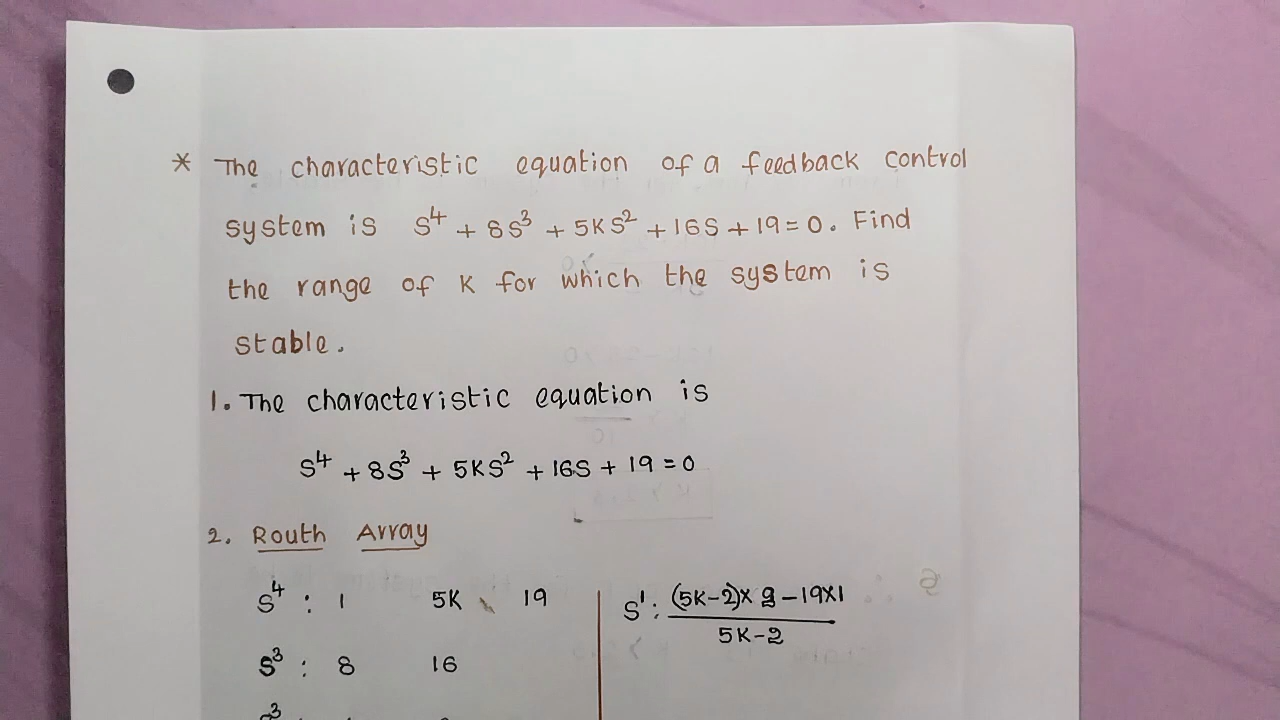 * The characteristic equation of a feedback control
system is S⁴ + 8S³ + 5KS² + 16S + 19 = 0. Find
the range of K for which the system is
stable.
1. The characteristic equation is
S⁴ + 8S³ + 5KS² + 16S + 19 = 0
2. Routh Array
S⁴ : 1 5K 19
S³ : 8 16
S¹ : (5K-2)x 2 - 19x1
5K-2